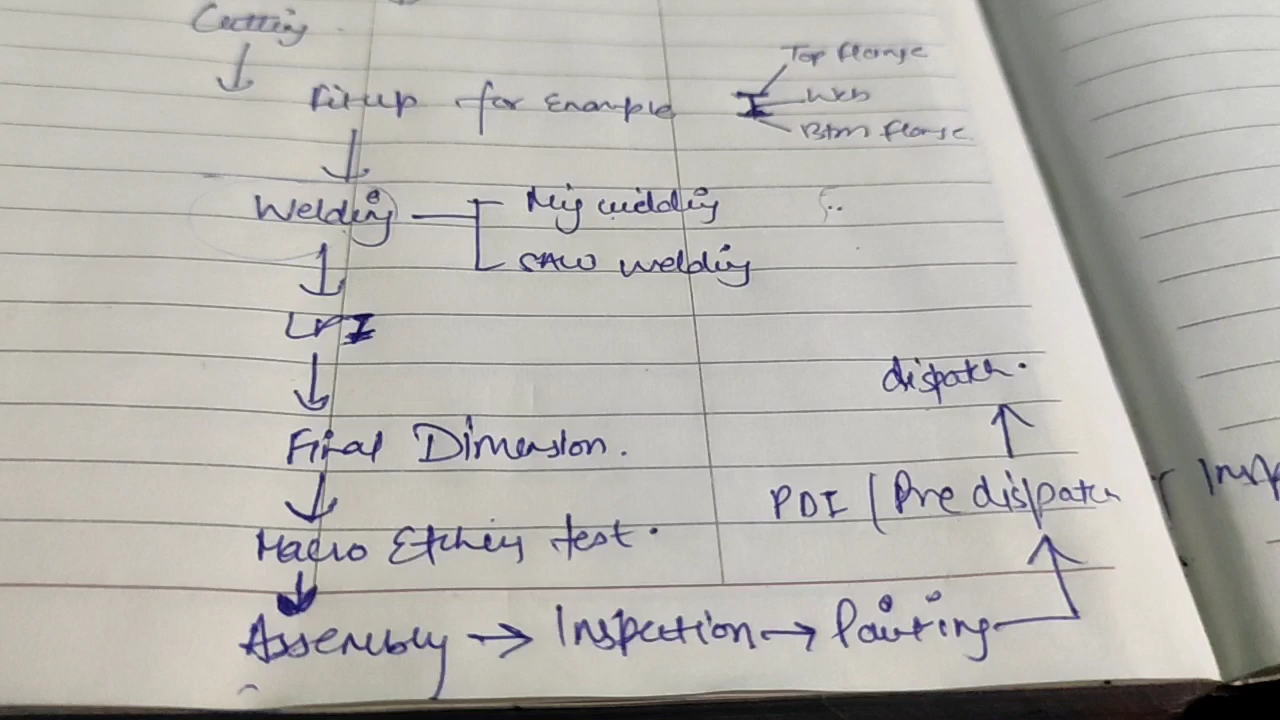 Cutting
Top flange
Fitup for Example
Web
Btm flange
Welding
Mig welding
SAW welding
LPI
Final Dimension.
dispatch.
PDI (Pre dispatch
Macro Etching test.
Assembly → Inspection → Painting